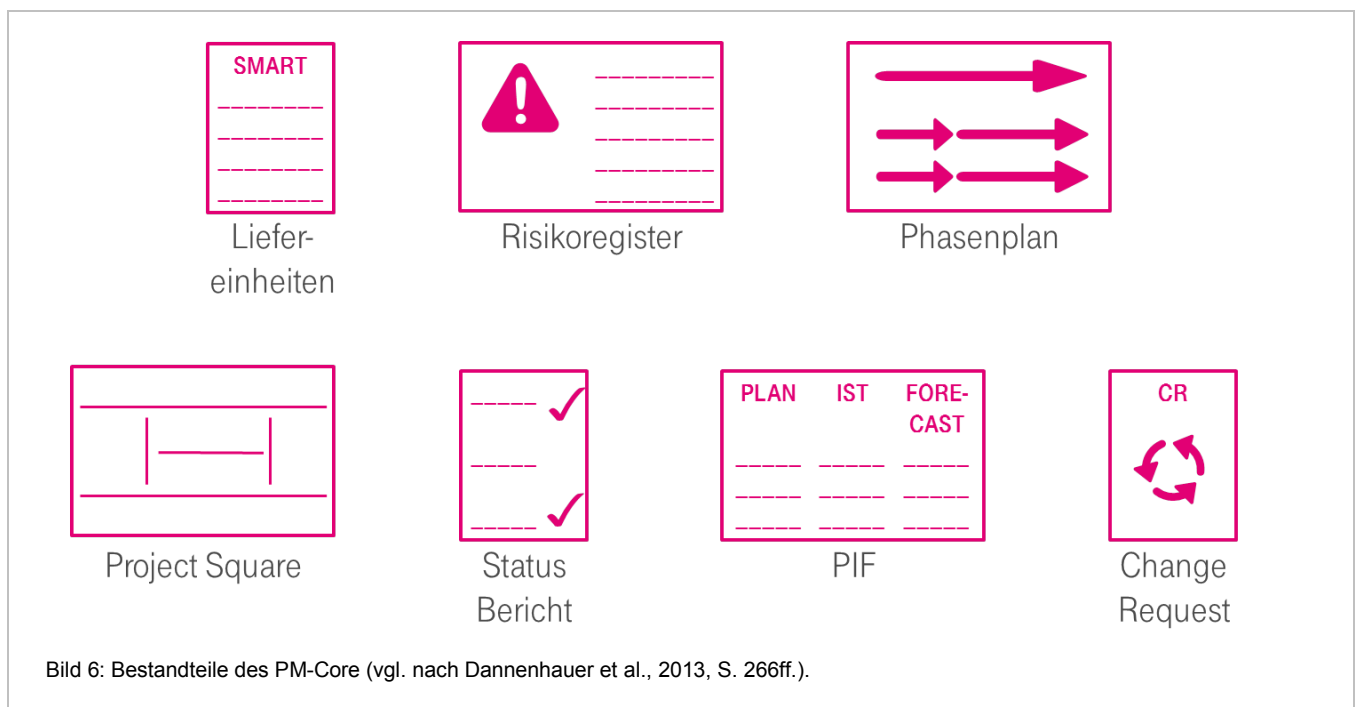 SMART
Liefer-
einheiten
Risikoregister
Phasenplan
Project Square
Status
Bericht
PLAN IST FORE-
CAST
PIF
CR
Change
Request
Bild 6: Bestandteile des PM-Core (vgl. nach Dannenhauer et al., 2013, S. 266ff.).